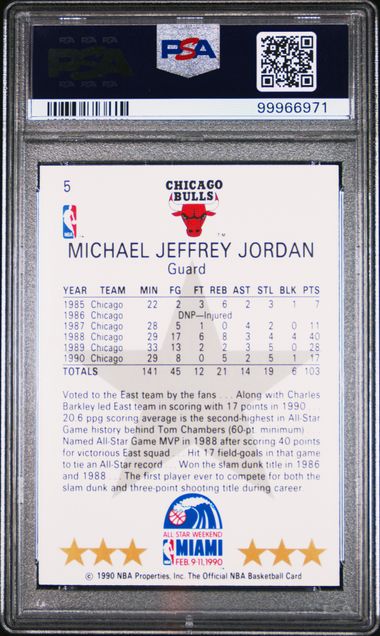 PSA PSA PSA
PSA
PSA
PSA PSA PSA
99966971
5
CHICAGO
BULLS
NBA
MICHAEL JEFFREY JORDAN
Guard
YEAR TEAM MIN FG FT REB AST STL BLK PTS
1985 Chicago 22 2 3 6 2 3 1 7
1986 Chicago DNP—Injured
1987 Chicago 28 5 1 0 4 2 0 11
1988 Chicago 29 17 6 8 3 4 4 40
1989 Chicago 33 13 2 2 3 5 0 28
1990 Chicago 29 8 0 5 2 5 1 17
TOTALS 141 45 12 21 14 19 6 103
Voted to the East team by the fans . . . Along with Charles
Barkley led East team in scoring with 17 points in 1990 . . .
20.6 ppg scoring average is the second-highest in All-Star
Game history behind Tom Chambers (60-pt. minimum) . . .
Named All-Star Game MVP in 1988 after scoring 40 points
for victorious East squad . . . Hit 17 field-goals in that game
to tie an All-Star record . . . Won the slam dunk title in 1986
and 1988 . . . The first player ever to compete for both the
slam dunk and three-point shooting title during career.
ALL STAR WEEKEND
MIAMI
FEB. 9-11, 1990
© 1990 NBA Properties, Inc. The Official NBA Basketball Card